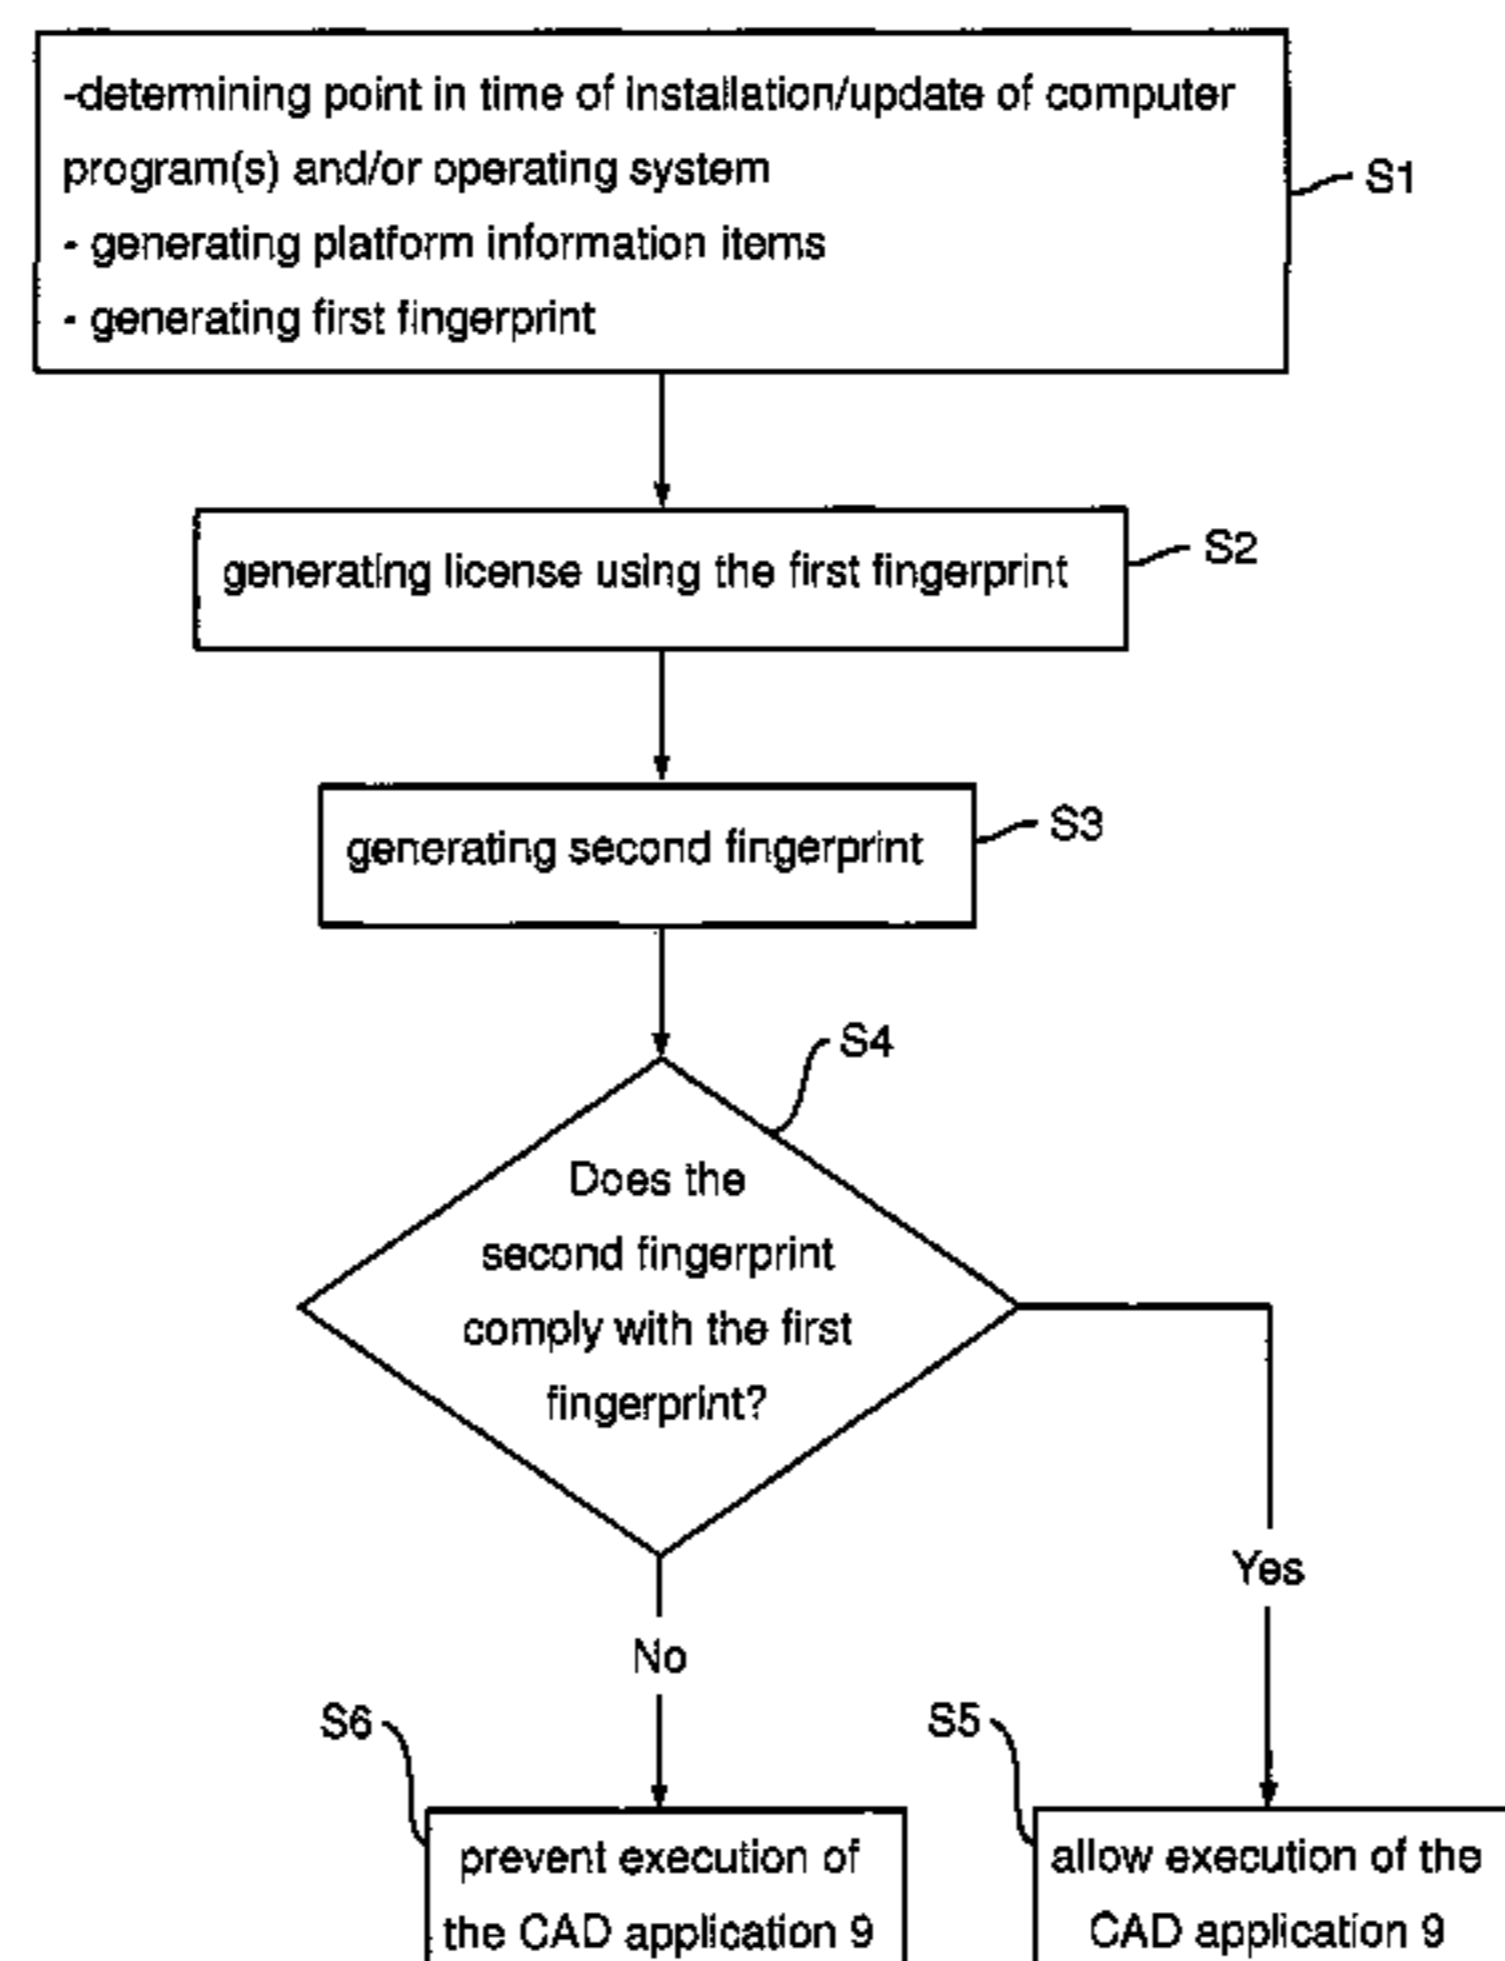 -determining point in time of installation/update of computer
program(s) and/or operating system
- generating platform information items
- generating first fingerprint
S1
generating license using the first fingerprint
S2
generating second fingerprint
S3
S4
Does the
second fingerprint
comply with the first
fingerprint?
Yes
No
S6
S5
prevent execution of
the CAD application 9
allow execution of the
CAD application 9